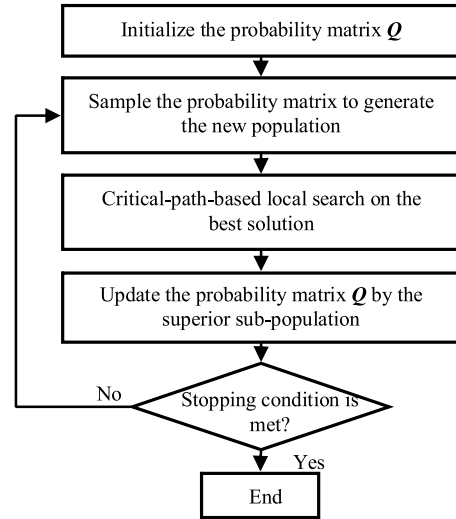 Initialize the probability matrix Q
Sample the probability matrix to generate
the new population
Critical-path-based local search on the
best solution
Update the probability matrix Q by the
superior sub-population
No
Stopping condition is
met?
Yes
End